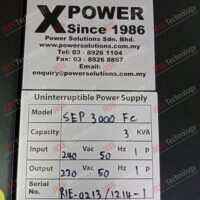 XPOWER
Since 1986
Power Solutions Sdn. Bhd.
www.powersolutions.com
Tel: 03 - 8926 1104
Fax: 03 - 8926 8867
Email:
enquiry@powersolutions.com
Uninterruptible Power Supply
Model SEP 3000 Fc
Capacity 3 KVA
Input 240 Vac 50 Hz 1 P
Output 230 Vac 50 Hz 1 P
Serial No. RIE-0213/1214-1